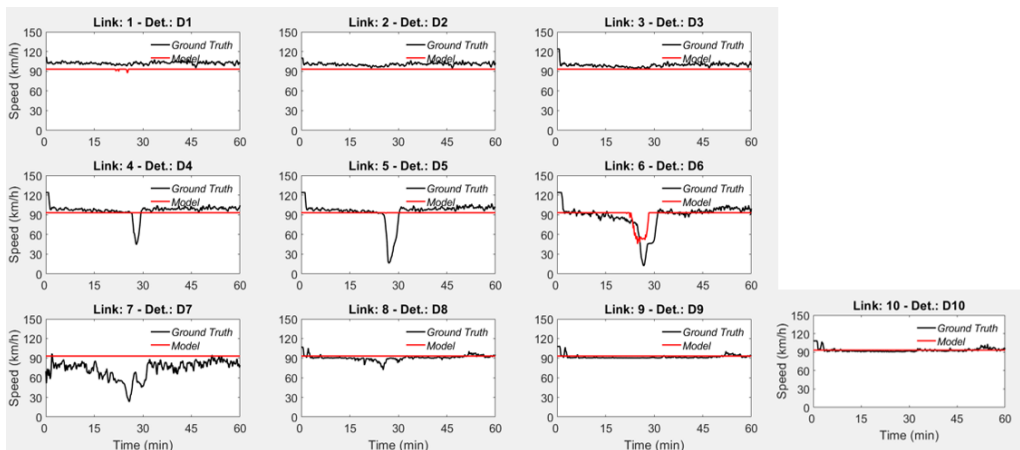 Link: 1 - Det.: D1
150
120
90
60
30
0
Speed (km/h)
Ground Truth
Model
0 15 30 45 60
Link: 2 - Det.: D2
150
120
90
60
30
0
Ground Truth
Model
0 15 30 45 60
Link: 3 - Det.: D3
150
120
90
60
30
0
Ground Truth
Model
0 15 30 45 60
Link: 4 - Det.: D4
150
120
90
60
30
0
Speed (km/h)
Ground Truth
Model
0 15 30 45 60
Link: 5 - Det.: D5
150
120
90
60
30
0
Ground Truth
Model
0 15 30 45 60
Link: 6 - Det.: D6
150
120
90
60
30
0
Ground Truth
Model
0 15 30 45 60
Link: 7 - Det.: D7
150
120
90
60
30
0
Speed (km/h)
Ground Truth
Model
0 15 30 45 60
Time (min)
Link: 8 - Det.: D8
150
120
90
60
30
0
Ground Truth
Model
0 15 30 45 60
Time (min)
Link: 9 - Det.: D9
150
120
90
60
30
0
Ground Truth
Model
0 15 30 45 60
Time (min)
Link: 10 - Det.: D10
150
120
90
60
30
0
Speed (km/h)
Ground Truth
Model
0 15 30 45 60
Time (min)